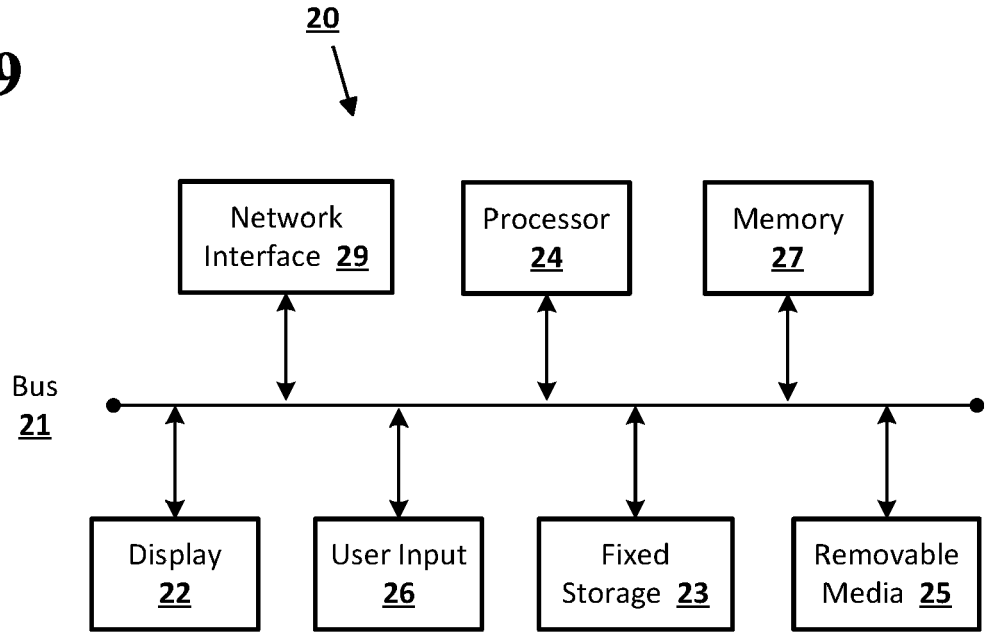 20
9
Network
Interface 29
Processor
24
Memory
27
Bus
21
Display
22
User Input
26
Fixed
Storage 23
Removable
Media 25